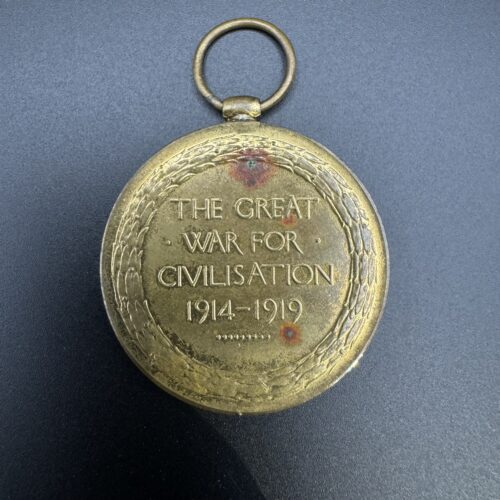 THE GREAT
· WAR FOR ·
CIVILISATION
1914–1919